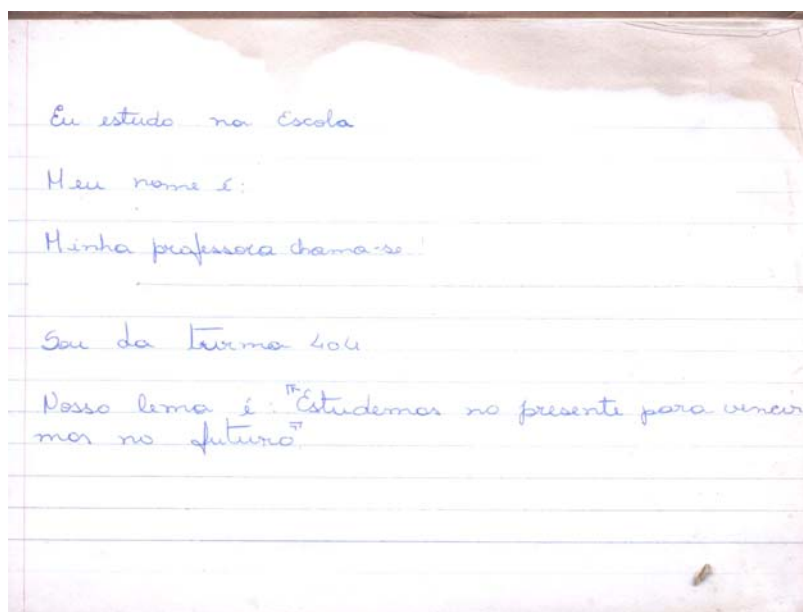 Eu estudo na Escola
Meu nome é:
Minha professora chama-se:
Sou da turma 404
Nosso lema é: "Estudemos no presente para vencer
mos no futuro"